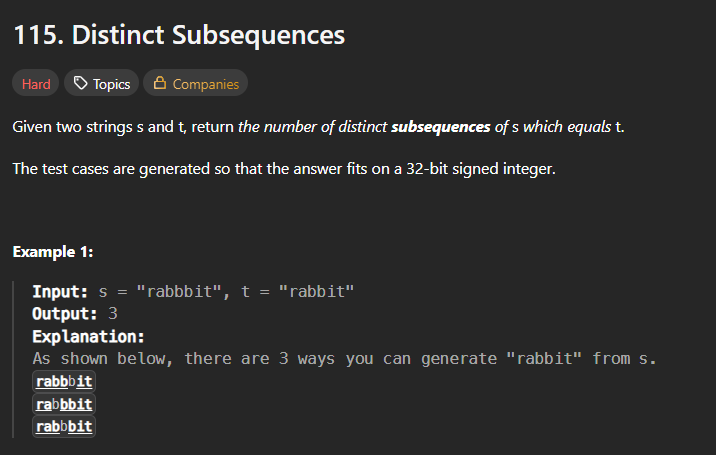 115. Distinct Subsequences
Hard Topics Companies
Given two strings s and t, return the number of distinct subsequences of s which equals t.
The test cases are generated so that the answer fits on a 32-bit signed integer.
Example 1:
Input: s = "rabbbit", t = "rabbit"
Output: 3
Explanation:
As shown below, there are 3 ways you can generate "rabbit" from s.
rabbbit
rabbbit
rabbbit